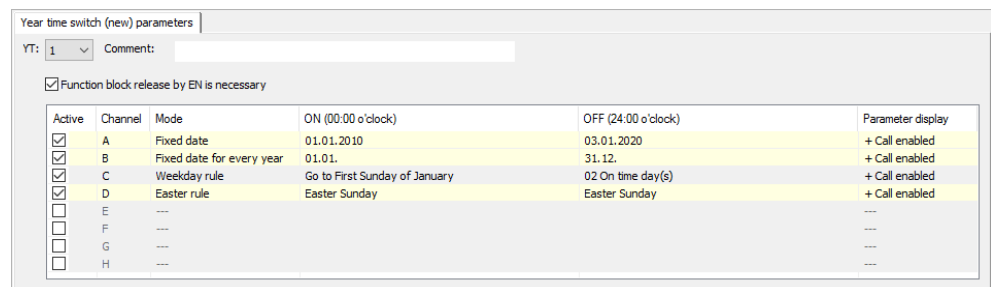 Year time switch (new) parameters
YT: 1 Comment:
Function block release by EN is necessary
Active Channel Mode ON (00:00 o'clock) OFF (24:00 o'clock) Parameter display
A Fixed date 01.01.2010 03.01.2020 + Call enabled
B Fixed date for every year 01.01. 31.12. + Call enabled
C Weekday rule Go to First Sunday of January 02 On time day(s) + Call enabled
D Easter rule Easter Sunday Easter Sunday + Call enabled
E --- ---
F --- ---
G --- ---
H --- ---